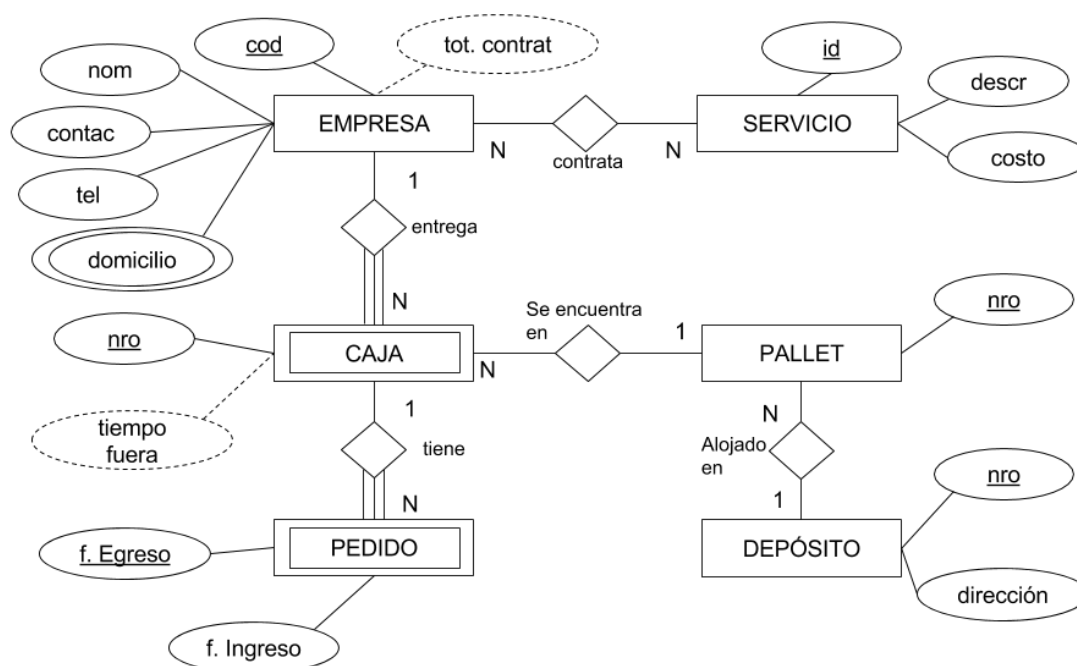 cod
tot. contrat
id
nom
descr
EMPRESA
SERVICIO
contac
N
N
contrata
costo
1
tel
entrega
domicilio
N
Se encuentra
en
nro
nro
1
CAJA
N
PALLET
1
N
tiempo
fuera
tiene
Alojado
en
nro
N
1
f. Egreso
PEDIDO
DEPÓSITO
dirección
f. Ingreso